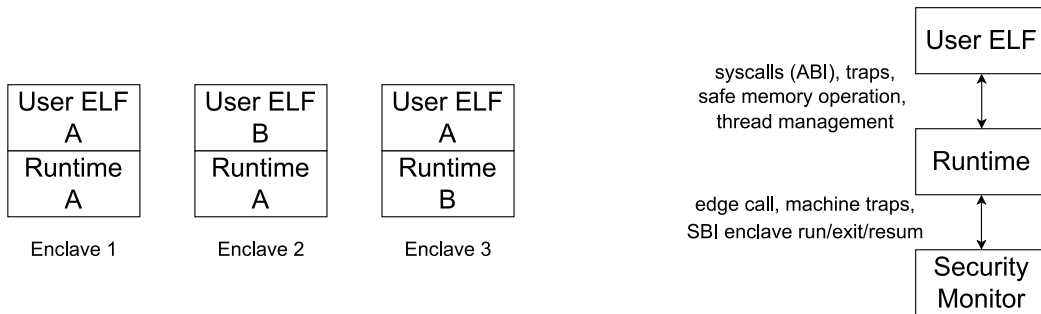 User ELF
A
Runtime
A
Enclave 1
User ELF
B
Runtime
A
Enclave 2
User ELF
A
Runtime
B
Enclave 3
User ELF
syscalls (ABI), traps,
safe memory operation,
thread management
Runtime
edge call, machine traps,
SBI enclave run/exit/resum
Security
Monitor